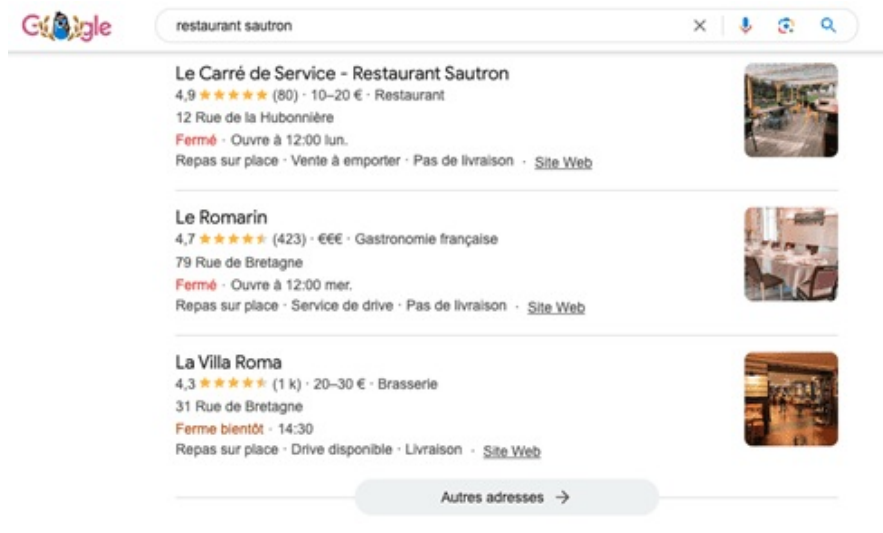 Google
restaurant sautron
Le Carré de Service - Restaurant Sautron
4,9 (80) · 10–20 € · Restaurant
12 Rue de la Hubonnière
Fermé · Ouvre à 12:00 lun.
Repas sur place · Vente à emporter · Pas de livraison · Site Web
Le Romarin
4,7 (423) · €€€ · Gastronomie française
79 Rue de Bretagne
Fermé · Ouvre à 12:00 mer.
Repas sur place · Service de drive · Pas de livraison · Site Web
La Villa Roma
4,3 (1 k) · 20–30 € · Brasserie
31 Rue de Bretagne
Ferme bientôt · 14:30
Repas sur place · Drive disponible · Livraison · Site Web
Autres adresses →